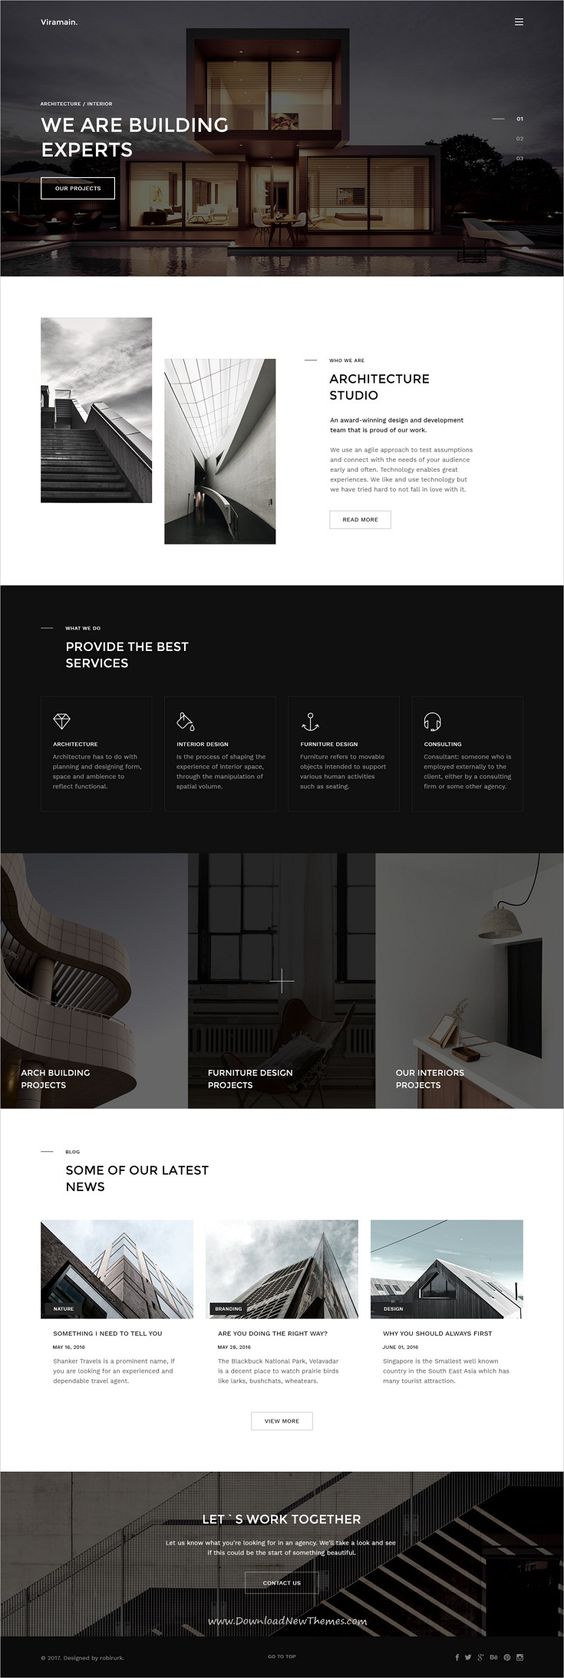 Viramain.
ARCHITECTURE / INTERIOR
WE ARE BUILDING
EXPERTS
OUR PROJECTS
01
02
03
WHO WE ARE
ARCHITECTURE
STUDIO
An award-winning design and development
team that is proud of our work.
We use an agile approach to test assumptions
and connect with the needs of your audience
early and often. Technology enables great
experiences. We like and use technology but
we have tried hard to not fall in love with it.
READ MORE
WHAT WE DO
PROVIDE THE BEST
SERVICES
ARCHITECTURE
Architecture has to do with
planning and designing form,
space and ambience to
reflect functional.
INTERIOR DESIGN
Is the process of shaping the
experience of interior space,
through the manipulation of
spatial volume.
FURNITURE DESIGN
Furniture refers to movable
objects intended to support
various human activities
such as seating.
CONSULTING
Consultant: someone who is
employed externally to the
client, either by a consulting
firm or some other agency.
ARCH BUILDING
PROJECTS
FURNITURE DESIGN
PROJECTS
OUR INTERIORS
PROJECTS
BLOG
SOME OF OUR LATEST
NEWS
NATURE
SOMETHING I NEED TO TELL YOU
MAY 16, 2016
Shanker Travels is a prominent name, if
you are looking for an experienced and
dependable travel agent.
BRANDING
ARE YOU DOING THE RIGHT WAY?
MAY 28, 2016
The Blackbuck National Park, Velavadar
is a decent place to watch prairie birds
like larks, bushchats, wheatears.
DESIGN
WHY YOU SHOULD ALWAYS FIRST
JUNE 01, 2016
Singapore is the Smallest well known
country in the South East Asia which has
many tourist attraction.
VIEW MORE
LET`S WORK TOGETHER
Let us know what you're looking for in an agency. We'll take a look and see
if this could be the start of something beautiful.
CONTACT US
www.DownloadNewThemes.com
© 2017. Designed by robirurk.
GO TO TOP